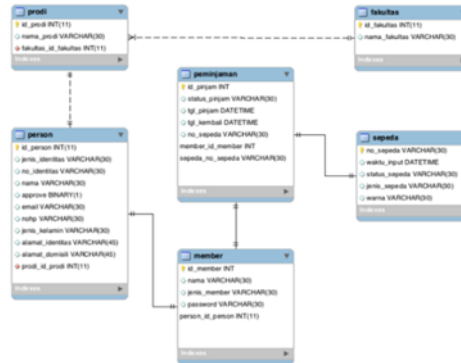 prodi
id_prodi INT(11)
nama_prodi VARCHAR(30)
fakultas_id_fakultas INT(11)
Indexes
fakultas
id_fakultas INT(11)
nama_fakultas VARCHAR(30)
Indexes
peminjaman
id_pinjam INT
status_pinjam VARCHAR(30)
tgl_pinjam DATETIME
tgl_kembali DATETIME
no_sepeda VARCHAR(30)
member_id_member INT
sepeda_no_sepeda VARCHAR(30)
Indexes
person
id_person INT(11)
jenis_identitas VARCHAR(30)
no_identitas VARCHAR(30)
nama VARCHAR(30)
approve BINARY(1)
email VARCHAR(30)
nohp VARCHAR(30)
jenis_kelamin VARCHAR(30)
alamat_identitas VARCHAR(45)
alamat_domisili VARCHAR(45)
prodi_id_prodi INT(11)
Indexes
sepeda
no_sepeda VARCHAR(30)
waktu_input DATETIME
status_sepeda VARCHAR(30)
jenis_sepeda VARCHAR(30)
warna VARCHAR(30)
Indexes
member
id_member INT
nama VARCHAR(30)
jenis_member VARCHAR(30)
password VARCHAR(30)
person_id_person INT(11)
Indexes